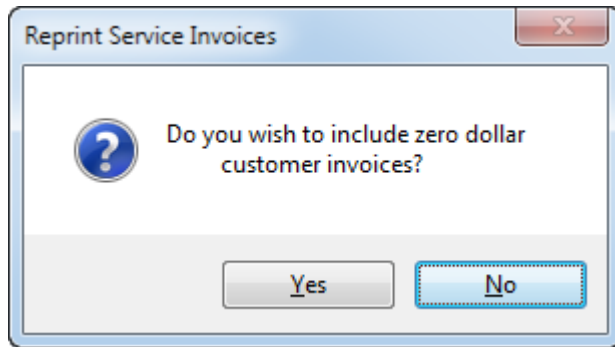 Reprint Service Invoices
Do you wish to include zero dollar
customer invoices?
Yes
No